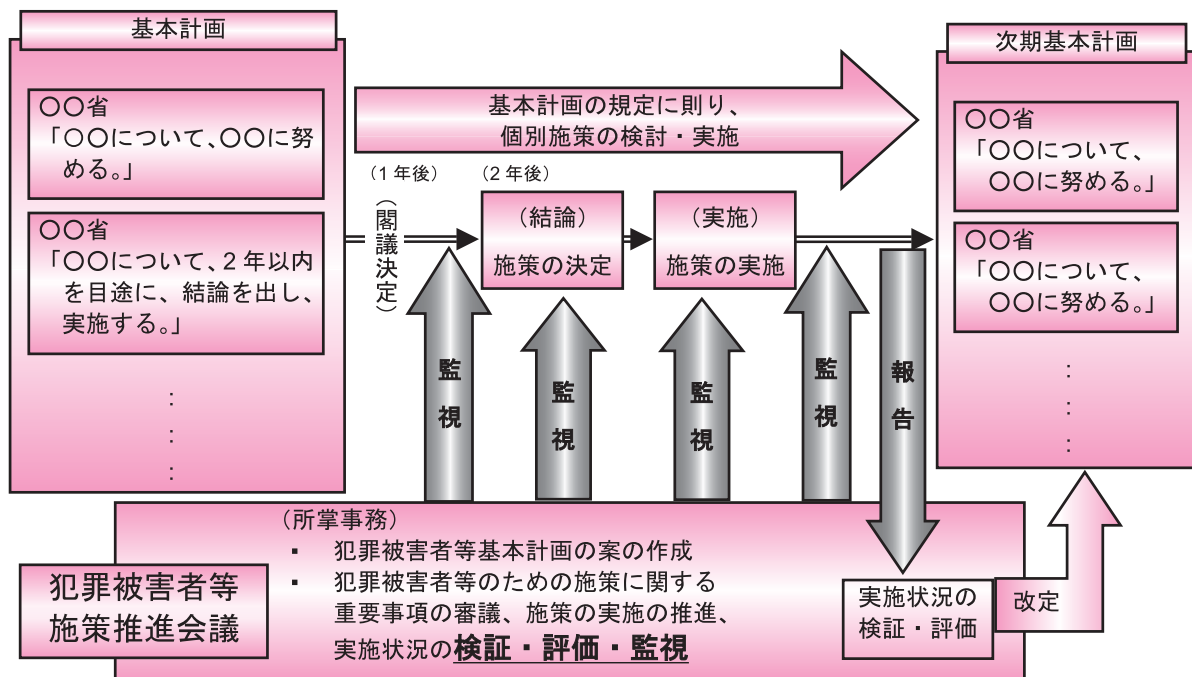 基本計画
〇〇省
「〇〇について、〇〇に努
める。」
〇〇省
「〇〇について、2年以内
を目途に、結論を出し、
実施する。」
:
:
:
基本計画の規定に則り、
個別施策の検討・実施
(1年後)
(2年後)
(閣議決定)
(結論)
施策の決定
(実施)
施策の実施
監視
監視
監視
監視
報告
次期基本計画
〇〇省
「〇〇について、
〇〇に努める。」
〇〇省
「〇〇について、
〇〇に努める。」
:
:
:
犯罪被害者等
施策推進会議
(所掌事務)
▪ 犯罪被害者等基本計画の案の作成
▪ 犯罪被害者等のための施策に関する
重要事項の審議、施策の実施の推進、
実施状況の検証・評価・監視
実施状況の
検証・評価
改定